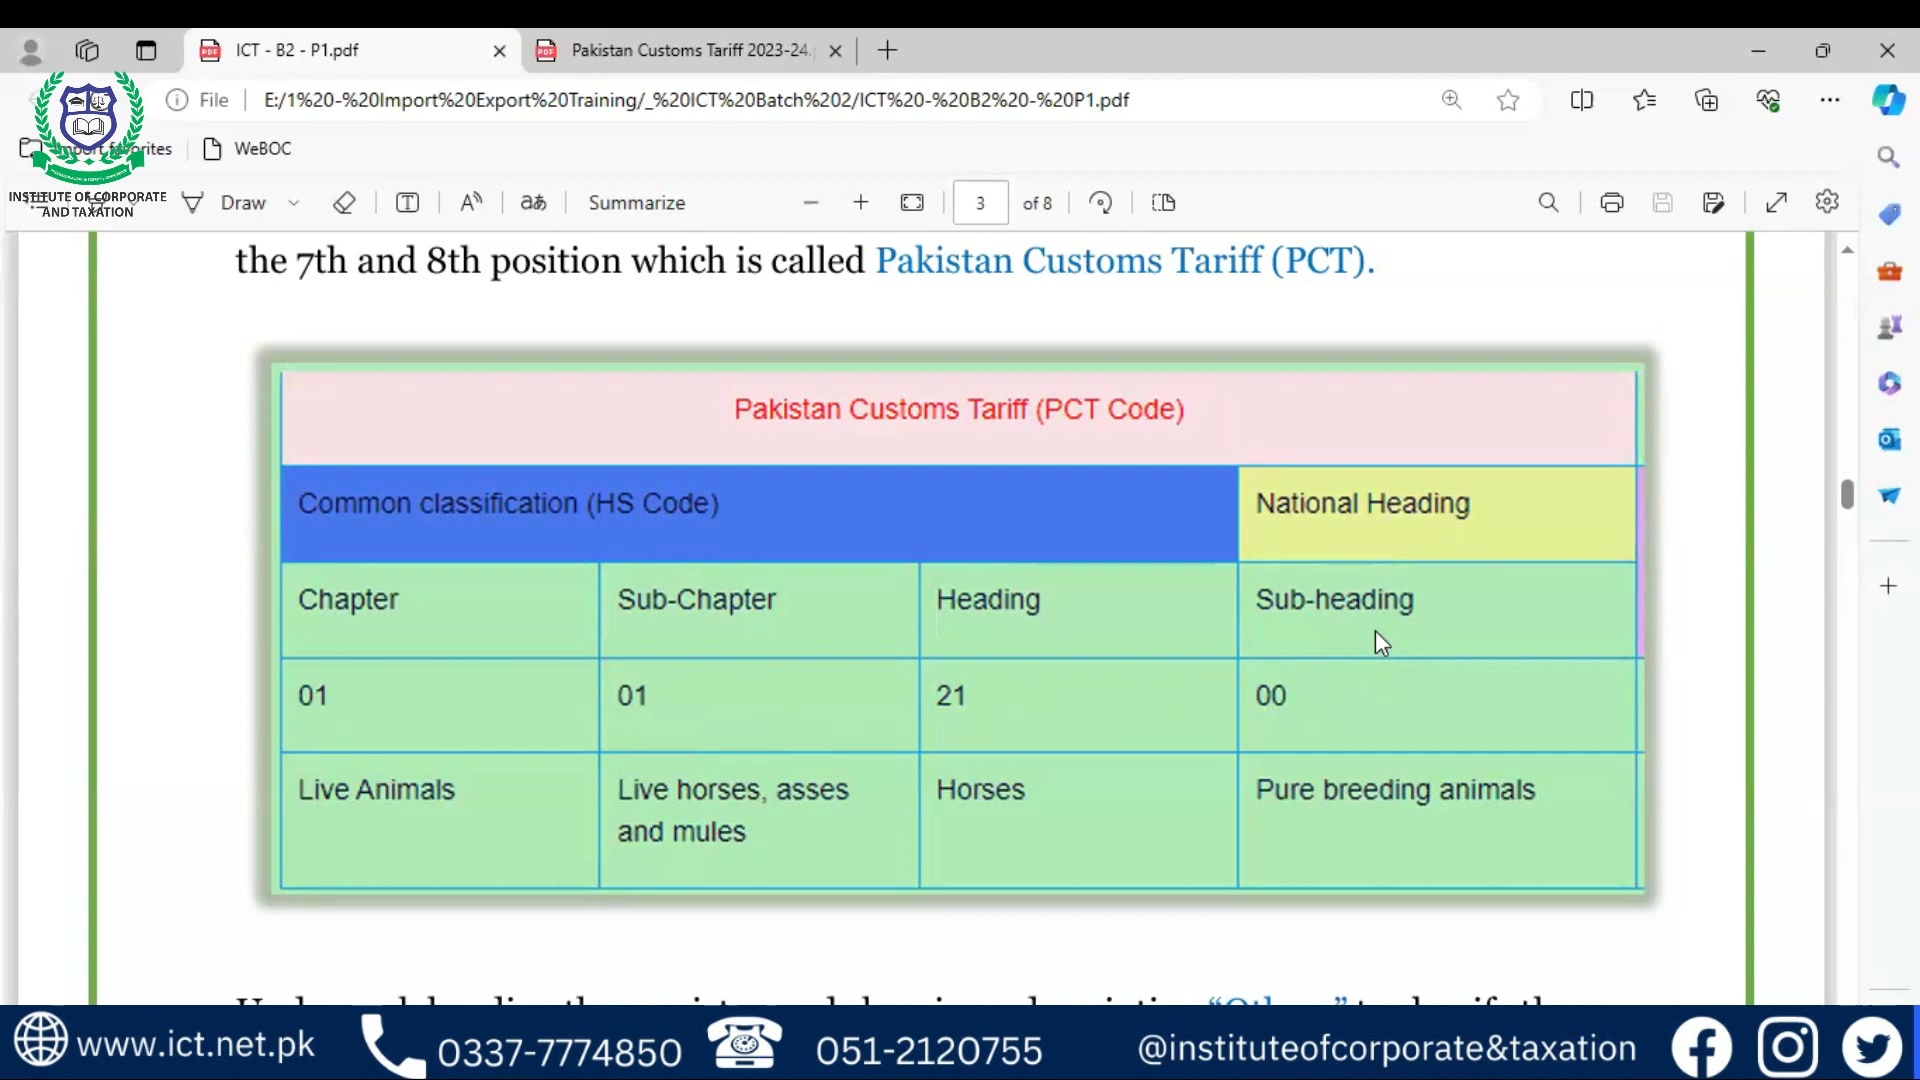 ICT - B2 - P1.pdf
Pakistan Customs Tariff 2023-24.
File
E:/1%20-%20Import%20Export%20Training/_%20ICT%20Batch%202/ICT%20-%20B2%20-%20P1.pdf
Import favorites
WeBOC
INSTITUTE OF CORPORATE
AND TAXATION
Draw
Summarize
3
of 8
the 7th and 8th position which is called Pakistan Customs Tariff (PCT).
Pakistan Customs Tariff (PCT Code)
Common classification (HS Code)
National Heading
Chapter
Sub-Chapter
Heading
Sub-heading
01
01
21
00
Live Animals
Live horses, asses
and mules
Horses
Pure breeding animals
www.ict.net.pk
0337-7774850
051-2120755
@instituteofcorporate&taxation